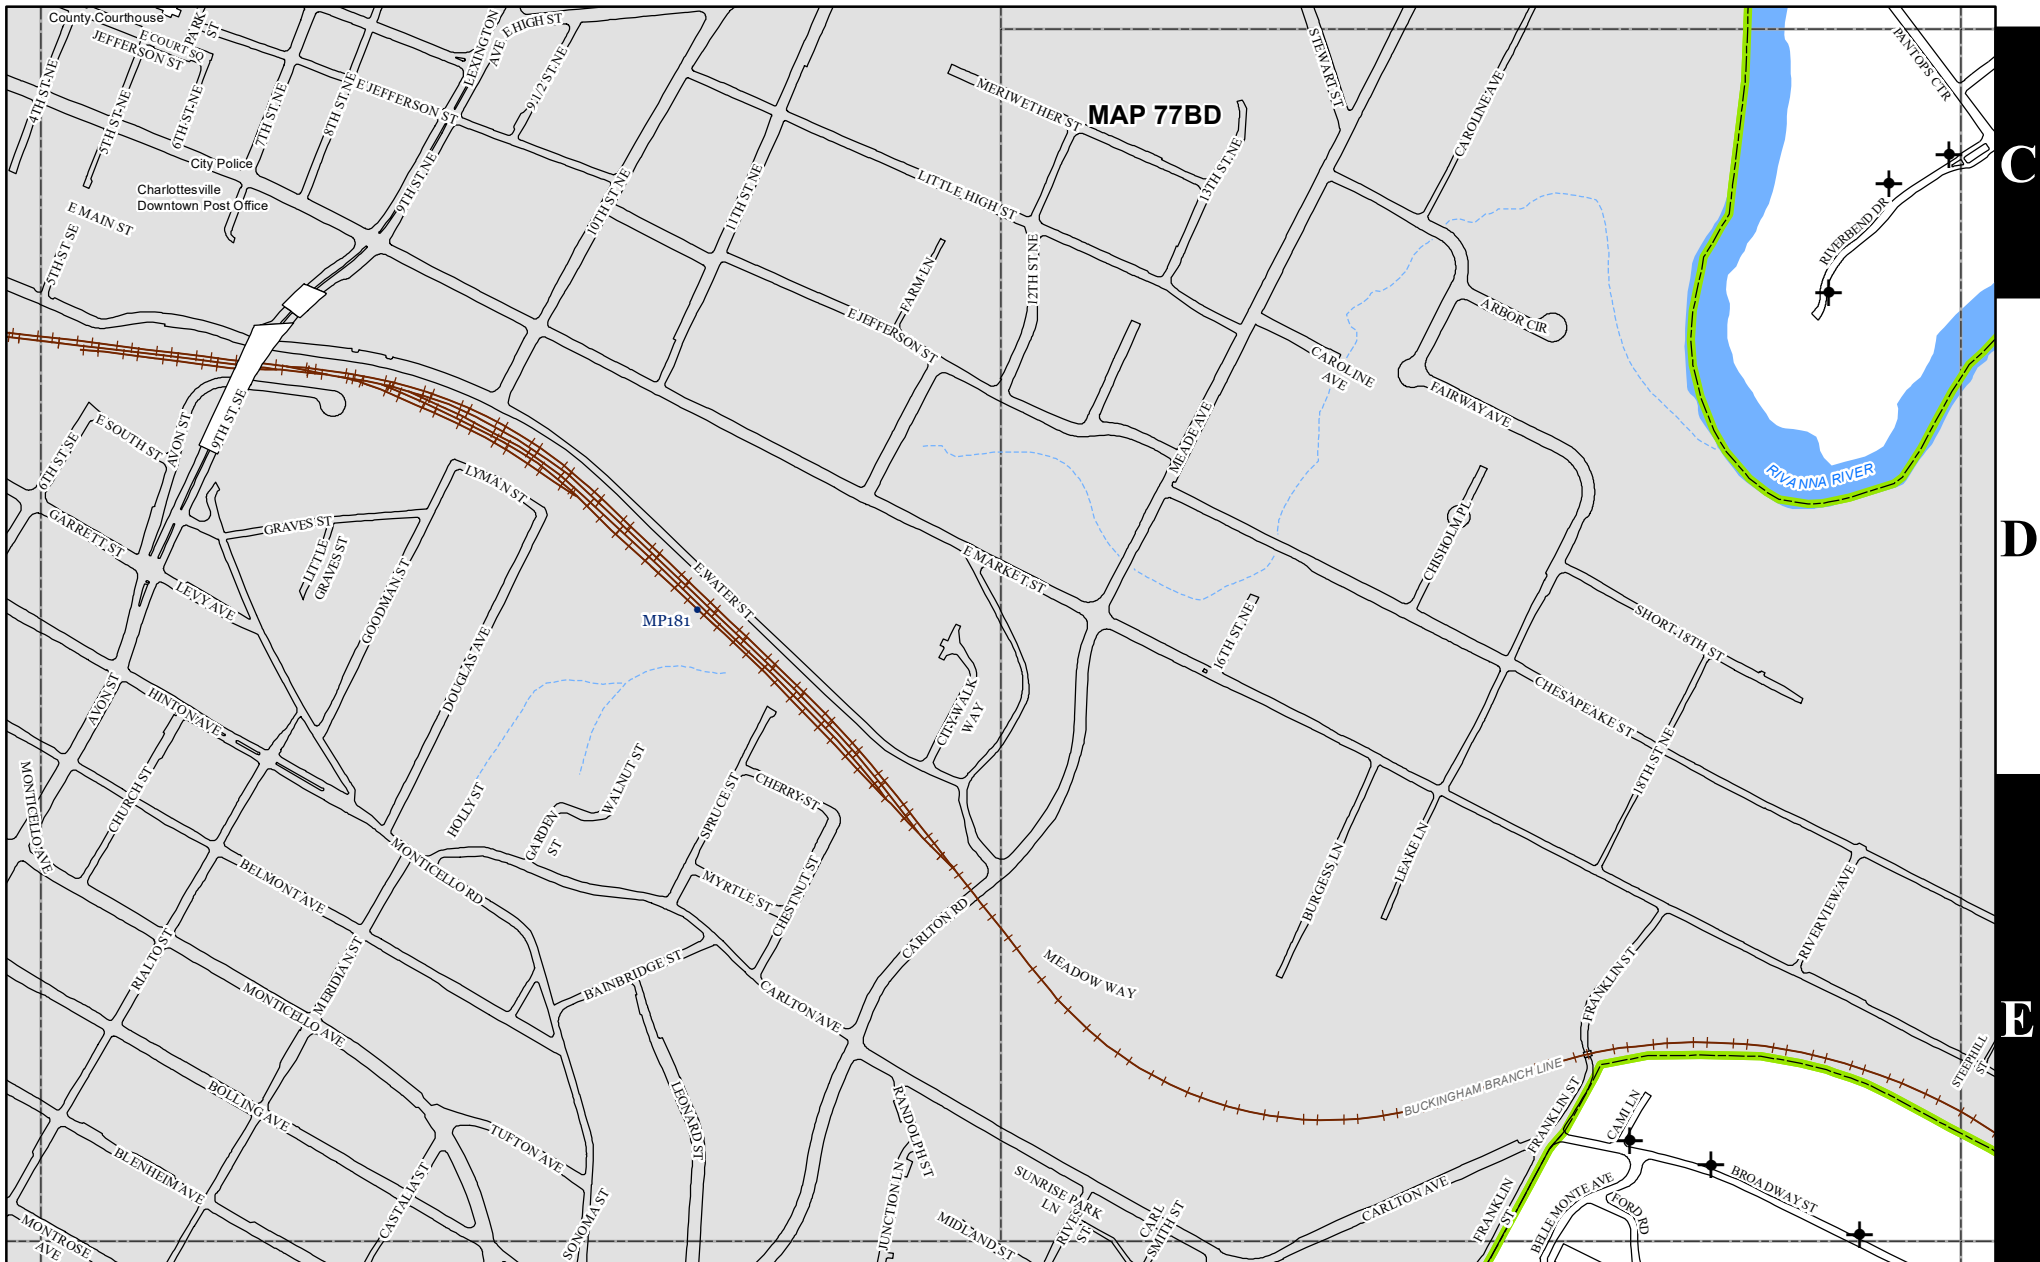 County Courthouse
E COURT SQ
PARK
ST
JEFFERSON ST
4TH ST NE
5TH ST NE
6TH ST NE
7TH ST NE
8TH ST NE
E JEFFERSON ST
LEXINGTON
AVE
E HIGH ST
9 1/2 ST NE
9TH ST NE
City Police
Charlottesville
Downtown Post Office
E MAIN ST
5TH ST SE
10TH ST NE
11TH ST NE
MERIWETHER ST
MAP 77BD
STEWART ST
CAROLINE AVE
13TH ST NE
LITTLE HIGH ST
12TH ST NE
FARM LN
E JEFFERSON ST
PANTOPS CTR
RIVERBEND DR
C
ARBOR CIR
CAROLINE
AVE
FAIRWAY AVE
MEADE AVE
RIVANNA RIVER
D
CHISHOLM PL
E SOUTH ST
AVON ST
9TH ST SE
6TH ST SE
GARRETT ST
LYMAN ST
GRAVES ST
LITTLE
GRAVES ST
LEVY AVE
GOODMAN ST
DOUGLAS AVE
E WATER ST
MP181
E MARKET ST
16TH ST NE
SHORT 18TH ST
CHESAPEAKE ST
18TH ST NE
CITY WALK
WAY
AVON ST
HINTON AVE
MONTICELLO AVE
CHURCH ST
HOLLY ST
WALNUT ST
GARDEN
ST
SPRUCE ST
CHERRY ST
MYRTLE ST
CHESTNUT ST
MONTICELLO RD
BELMONT AVE
RIALTO ST
MERIDIAN ST
MONTICELLO AVE
BAINBRIDGE ST
CARLTON AVE
CARLTON RD
MEADOW WAY
BURGESS LN
LEAKE LN
RIVERVIEW AVE
FRANKLIN ST
E
STEEPHILL
ST
BUCKINGHAM BRANCH LINE
FRANKLIN ST
CAMI LN
BOLLING AVE
BLENHEIM AVE
MONTROSE
AVE
TUFTON AVE
CASTALIA ST
SONOMA ST
LEONARD ST
RANDOLPH ST
JUNCTION LN
MIDLAND ST
SUNRISE PARK
LN
RIVES
ST
CARL
SMITH ST
CARLTON AVE
FRANKLIN
ST
BELLE MONTE AVE
FORD RD
BROADWAY ST